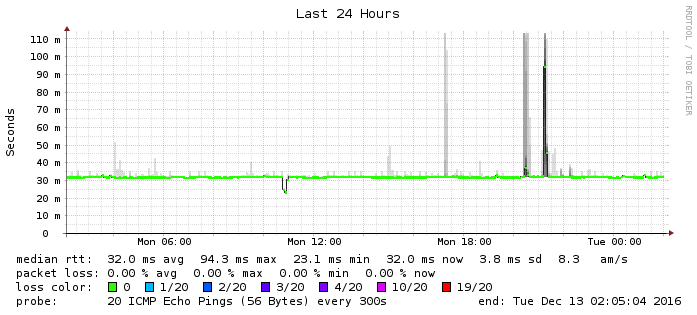 Last 24 Hours
RRDTOOL / TOBI OETIKER
Seconds
110 m
100 m
90 m
80 m
70 m
60 m
50 m
40 m
30 m
20 m
10 m
0
Mon 06:00 Mon 12:00 Mon 18:00 Tue 00:00
median rtt: 32.0 ms avg 94.3 ms max 23.1 ms min 32.0 ms now 3.8 ms sd 8.3 am/s
packet loss: 0.00 % avg 0.00 % max 0.00 % min 0.00 % now
loss color: 0 1/20 2/20 3/20 4/20 10/20 19/20
probe: 20 ICMP Echo Pings (56 Bytes) every 300s end: Tue Dec 13 02:05:04 2016